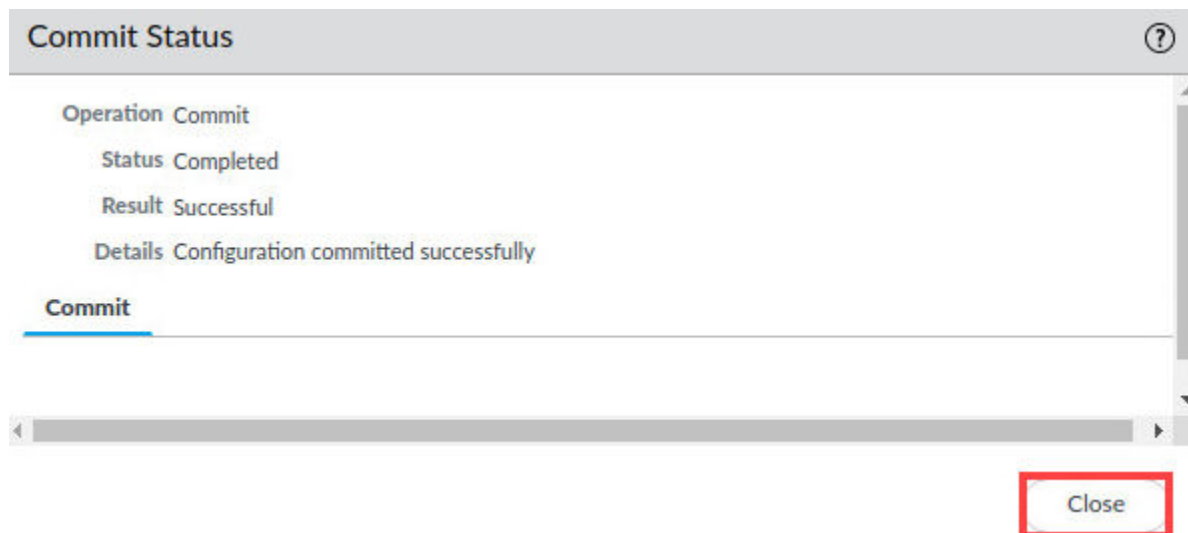 Commit Status
Operation Commit
Status Completed
Result Successful
Details Configuration committed successfully
Commit
Close